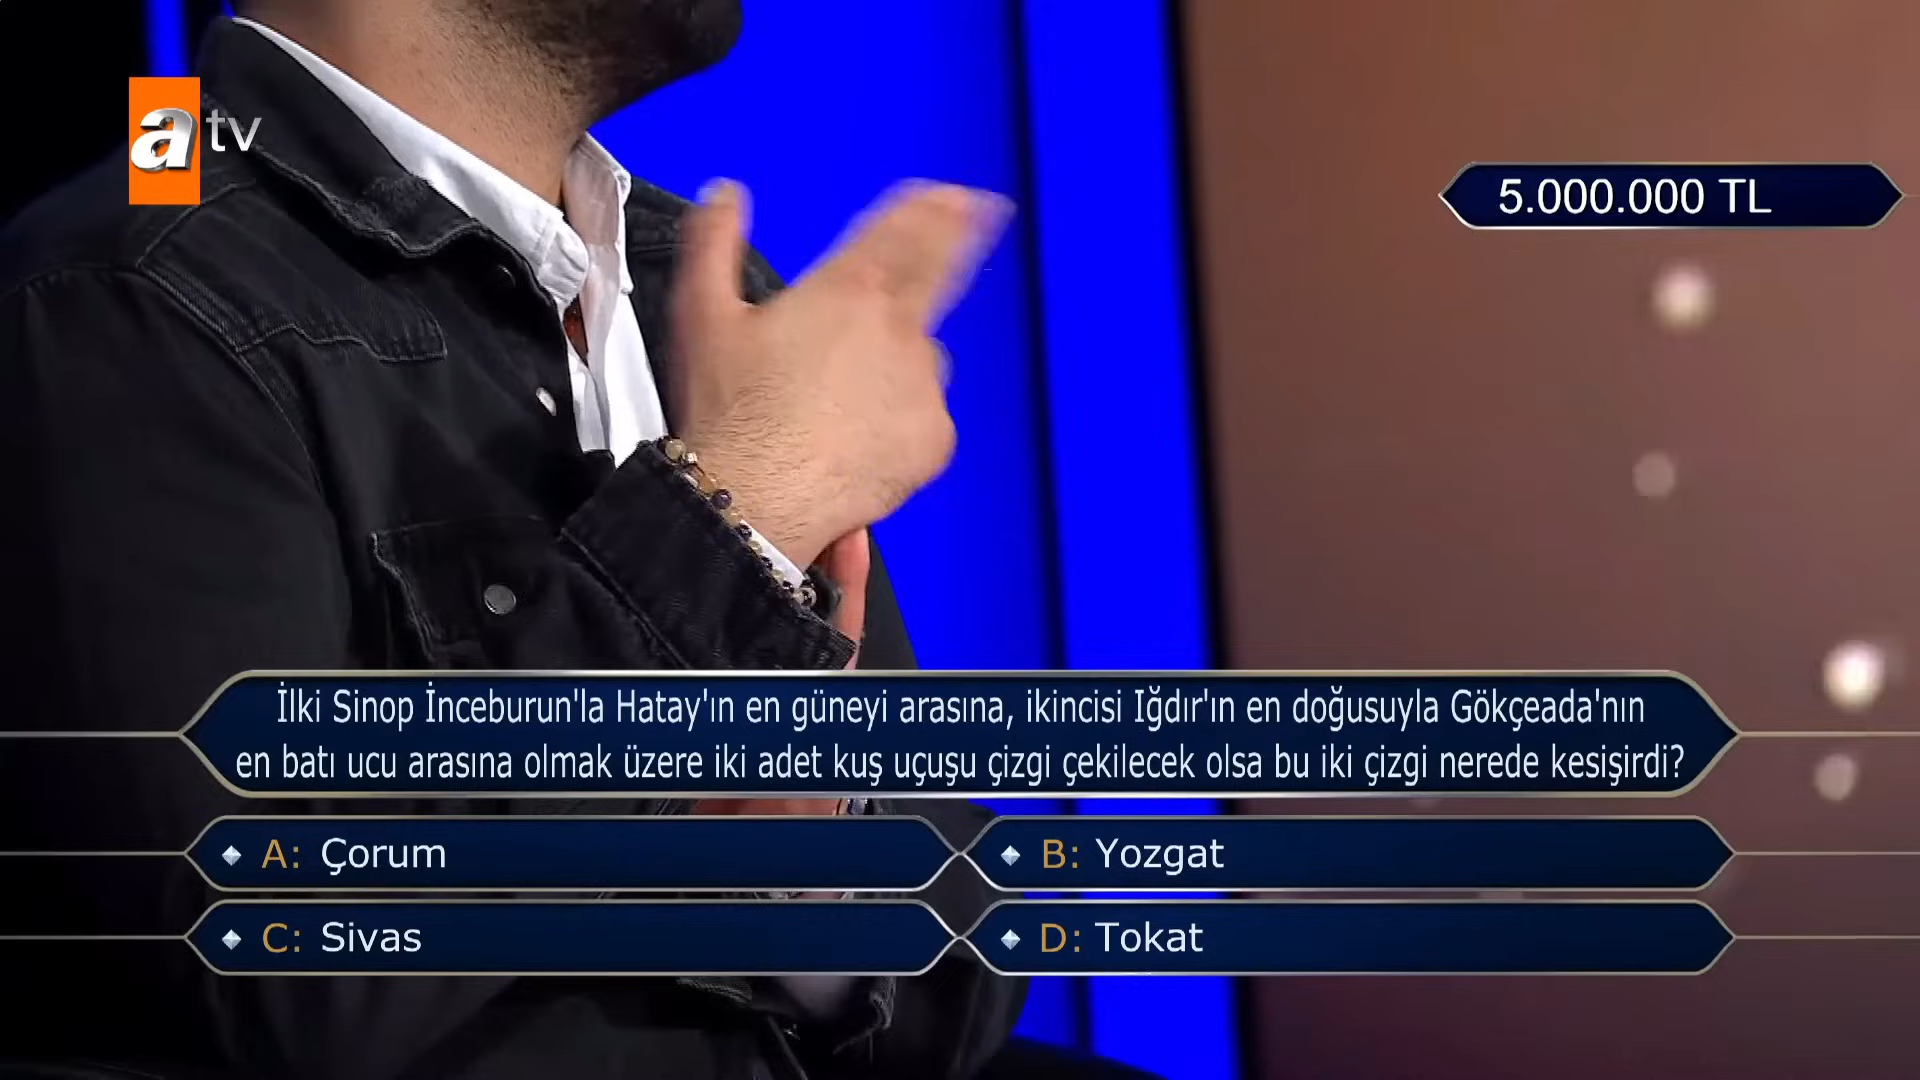 atv
5.000.000 TL
İlki Sinop İnceburun'la Hatay'ın en güneyi arasına, ikincisi Iğdır'ın en doğusuyla Gökçeada'nın
en batı ucu arasına olmak üzere iki adet kuş uçuşu çizgi çekilecek olsa bu iki çizgi nerede kesişirdi?
A: Çorum
B: Yozgat
C: Sivas
D: Tokat